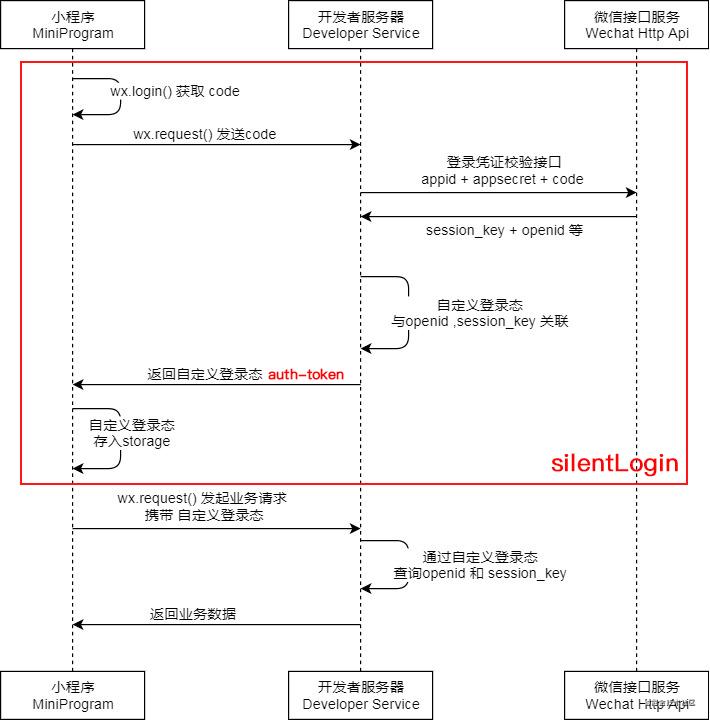 小程序
MiniProgram
开发者服务器
Developer Service
微信接口服务
Wechat Http Api
wx.login() 获取 code
wx.request() 发送code
登录凭证校验接口
appid + appsecret + code
session_key + openid 等
自定义登录态
与openid ,session_key 关联
返回自定义登录态 auth-token
自定义登录态
存入storage
silentLogin
wx.request() 发起业务请求
携带 自定义登录态
通过自定义登录态
查询openid 和 session_key
返回业务数据
小程序
MiniProgram
开发者服务器
Developer Service
微信接口服务
Wechat Http Api